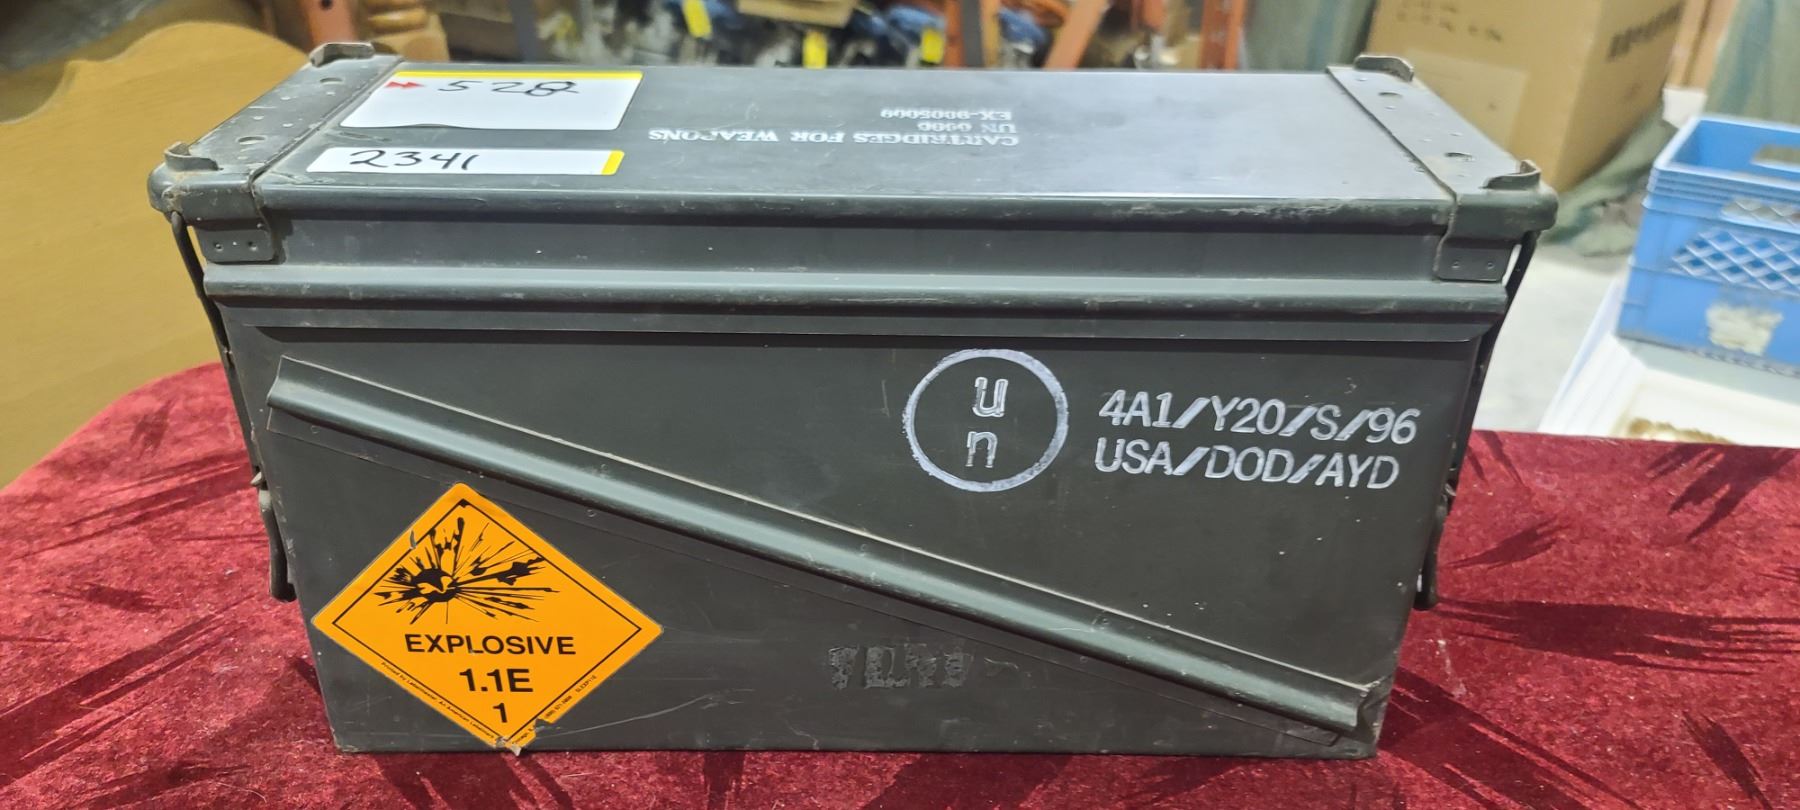 528
2341
CARTRIDGES FOR WEAPONS
UN 0006
EX-9005009
un
4A1/Y20/S/96
USA/DOD/AYD
EXPLOSIVE
1.1E
1